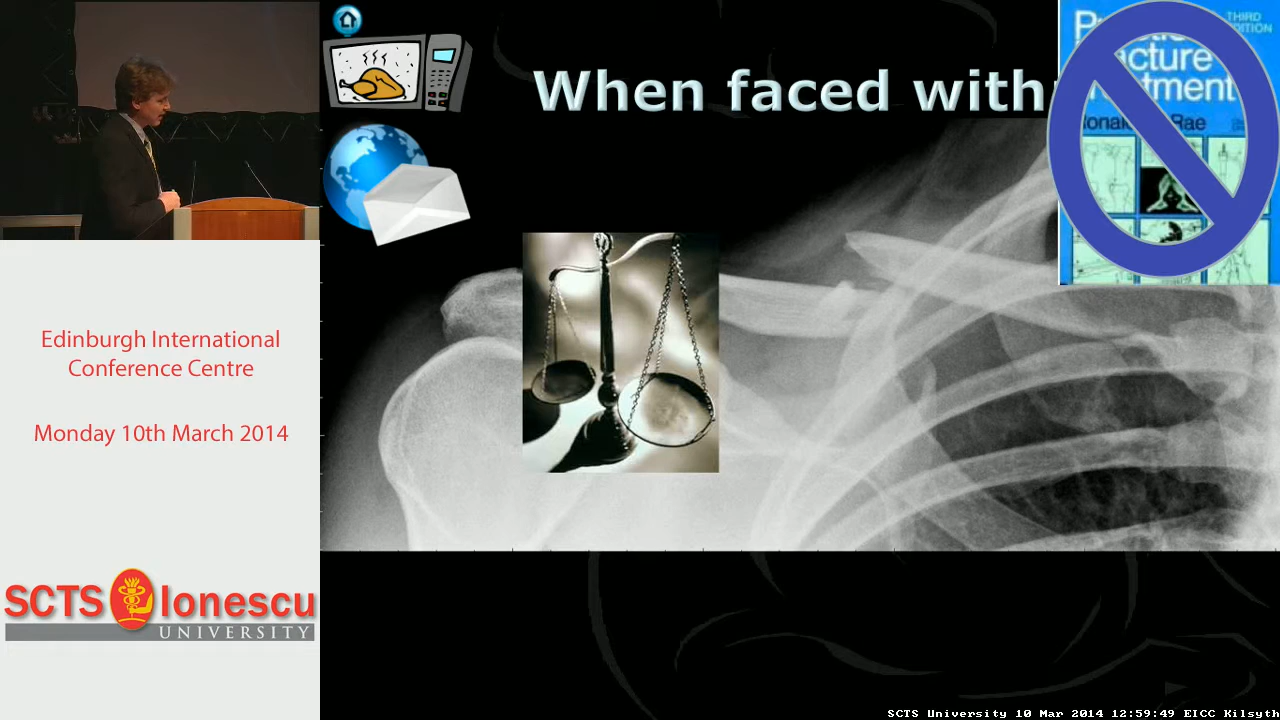 When faced with
THIRD
EDITION
acture
tment
Rae
Edinburgh International
Conference Centre
Monday 10th March 2014
SCTS Ionescu
UNIVERSITY
SCTS University 10 Mar 2014 12:59:49 EICC Kilsyth